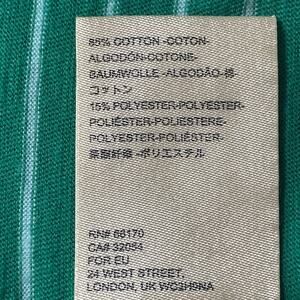 85% COTTON -COTON-
ALGODÓN-COTONE-
BAUMWOLLE -ALGODÃO-棉-
コットン
15% POLYESTER-POLYESTER-
POLIÉSTER-POLIESTERE-
POLYESTER-POLIÉSTER-
聚酯纤维 -ポリエステル
RN# 66170
CA# 32054
FOR EU
24 WEST STREET,
LONDON, UK WC2H9NA